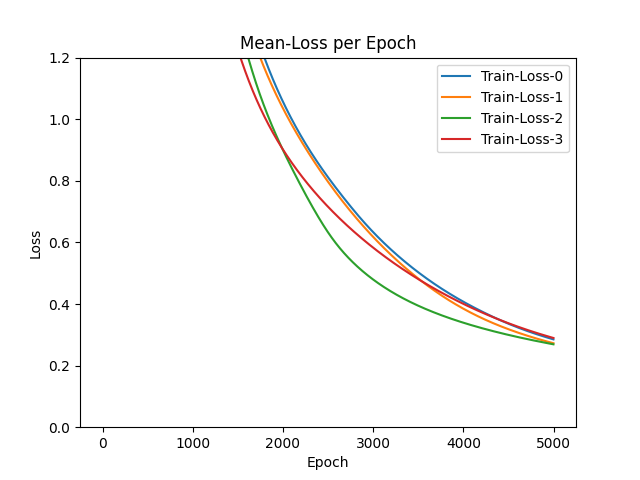 Mean-Loss per Epoch
Train-Loss-0
Train-Loss-1
Train-Loss-2
Train-Loss-3
Loss
1.2
1.0
0.8
0.6
0.4
0.2
0.0
0 1000 2000 3000 4000 5000
Epoch